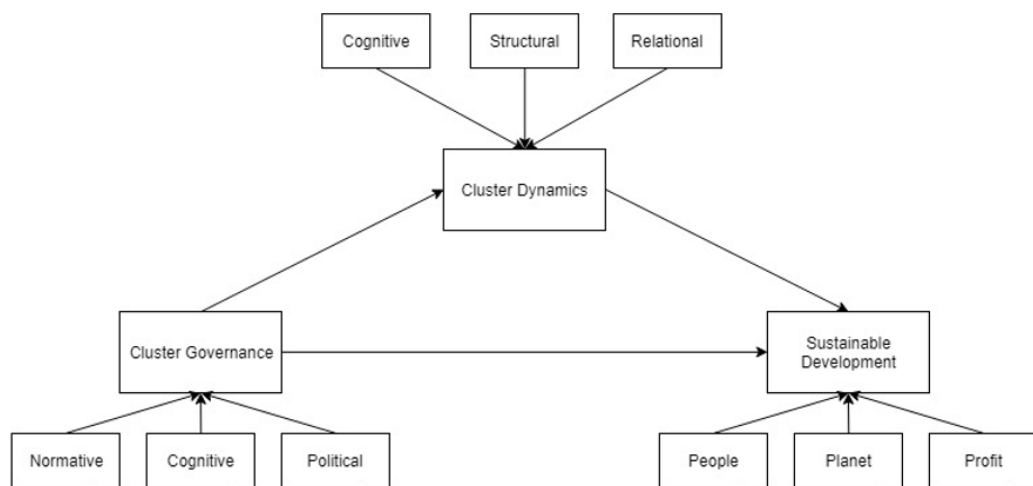 Cognitive
Structural
Relational
Cluster Dynamics
Cluster Governance
Sustainable
Development
Normative
Cognitive
Political
People
Planet
Profit